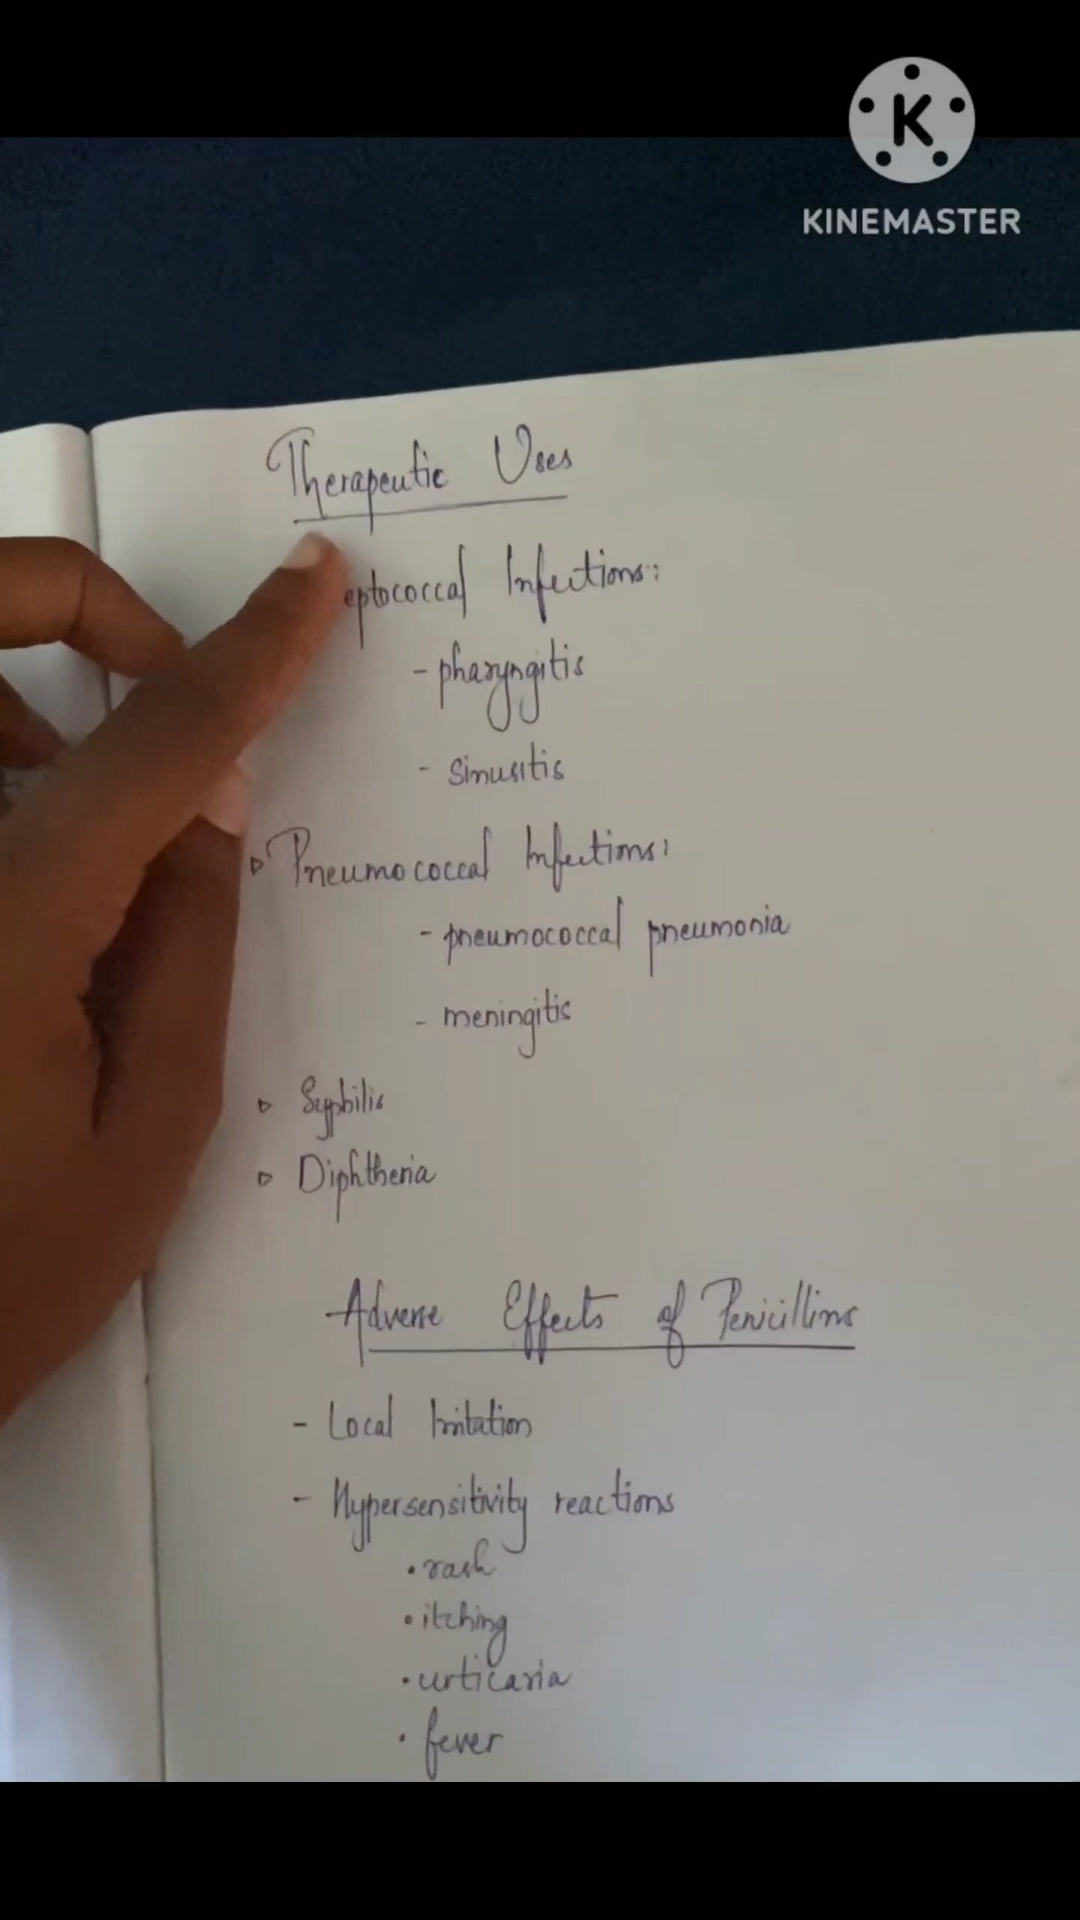 KINEMASTER
Therapeutic Uses
eptococcal Infections:
- pharyngitis
- sinusitis
▷ Pneumococcal Infections:
- pneumococcal pneumonia
- meningitis
▷ Syphilis
▷ Diphtheria
Adverse Effects of Penicillins
- Local Irritation
- Hypersensitivity reactions
• rash
• itching
• urticaria
• fever